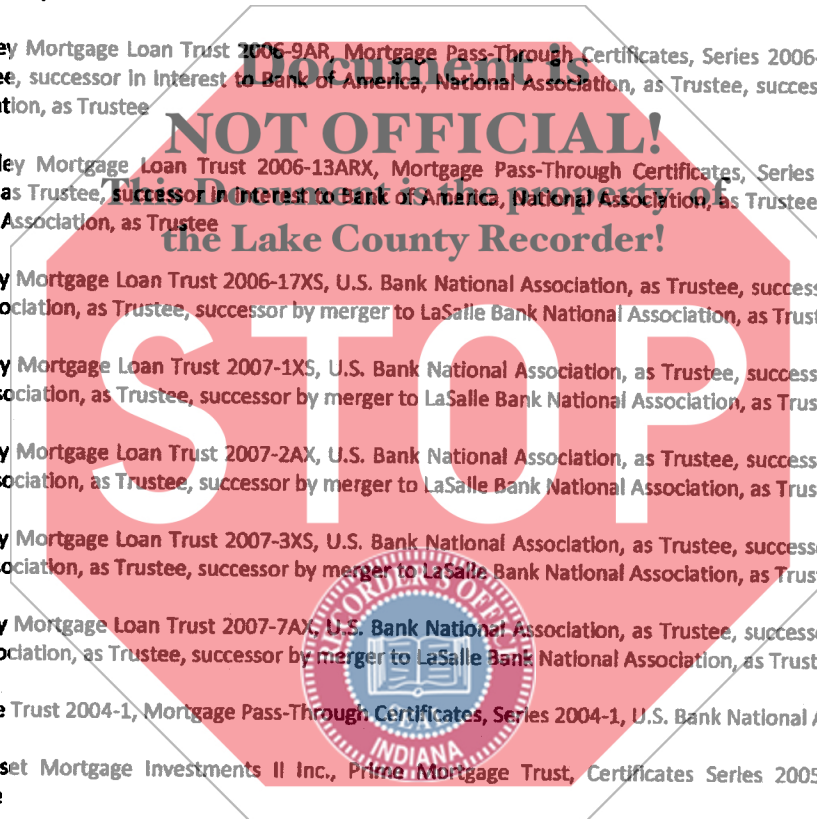 ey Mortgage Loan Trust 2006-9AR, Mortgage Pass-Through Certificates, Series 2006-
Document is
ee, successor in Interest to Bank of America, National Association, as Trustee, succes
tion, as Trustee
NOT OFFICIAL!
ley Mortgage Loan Trust 2006-13ARX, Mortgage Pass-Through Certificates, Series
This Document is the property of
as Trustee, successor in Interest to Bank of America, National Association, as Trustee
Association, as Trustee
the Lake County Recorder!
y Mortgage Loan Trust 2006-17XS, U.S. Bank National Association, as Trustee, success
ociation, as Trustee, successor by merger to LaSalle Bank National Association, as Trust
STOP
y Mortgage Loan Trust 2007-1XS, U.S. Bank National Association, as Trustee, success
sociation, as Trustee, successor by merger to LaSalle Bank National Association, as Trus
y Mortgage Loan Trust 2007-2AX, U.S. Bank National Association, as Trustee, success
sociation, as Trustee, successor by merger to LaSalle Bank National Association, as Trus
y Mortgage Loan Trust 2007-3XS, U.S. Bank National Association, as Trustee, success
ociation, as Trustee, successor by merger to LaSalle Bank National Association, as Trus
RECORDER'S OFFICE
y Mortgage Loan Trust 2007-7AX, U.S. Bank National Association, as Trustee, success
ociation, as Trustee, successor by merger to LaSalle Bank National Association, as Trust
SEAL
e Trust 2004-1, Mortgage Pass-Through Certificates, Series 2004-1, U.S. Bank National A
INDIANA
set Mortgage Investments II Inc., Prime Mortgage Trust, Certificates Series 2005
e